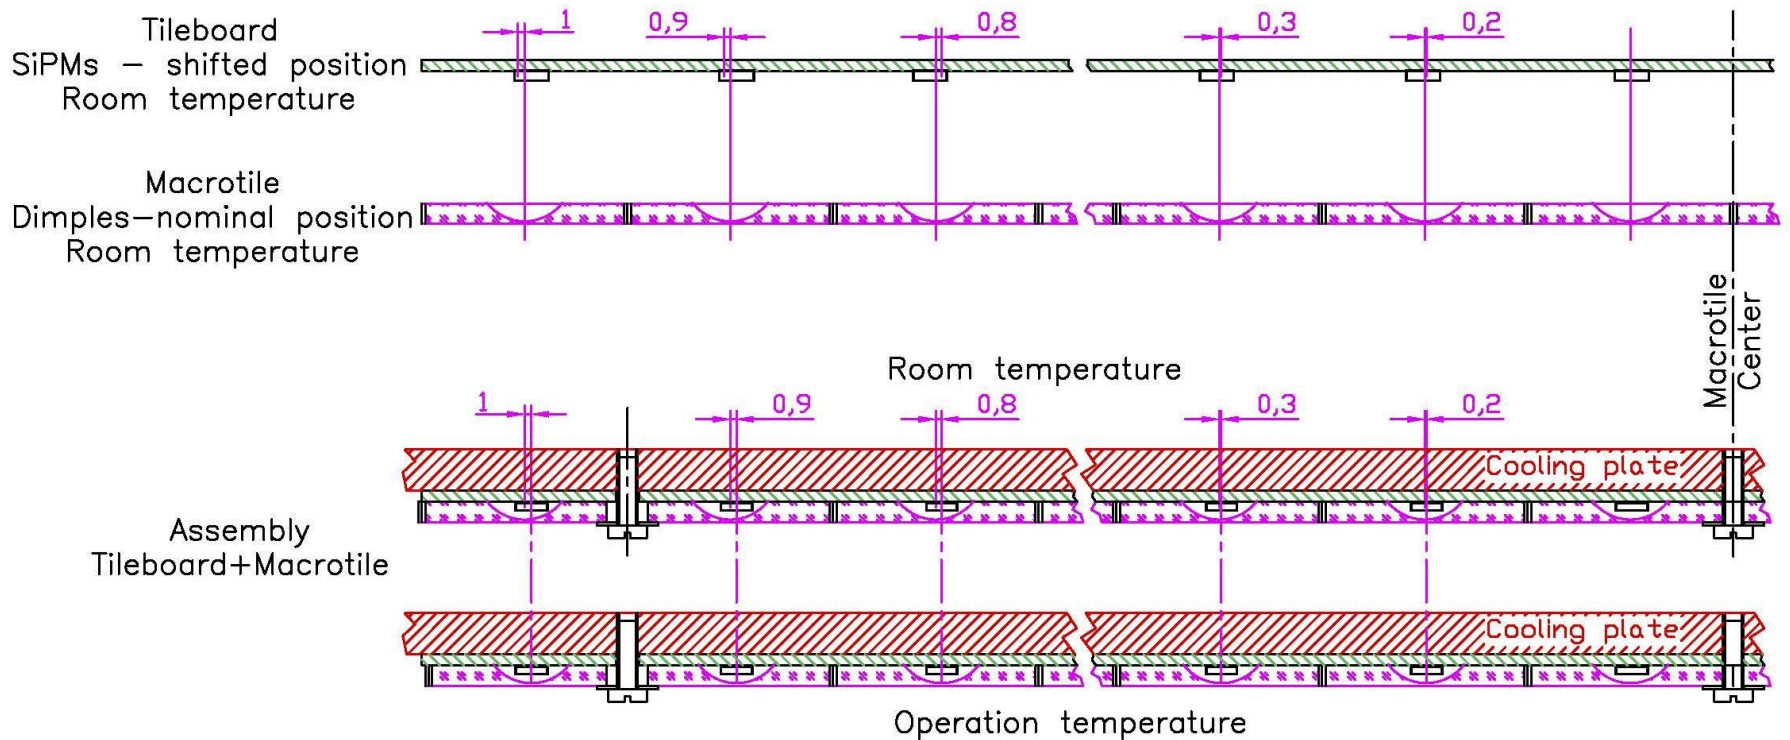 1
0,9
0,8
0,3
0,2
Tileboard
SiPMs - shifted position
Room temperature
Macrotile
Dimples-nominal position
Room temperature
Macrotile
Center
Room temperature
1
0,9
0,8
0,3
0,2
Cooling plate
Assembly
Tileboard+Macrotile
Cooling plate
Operation temperature